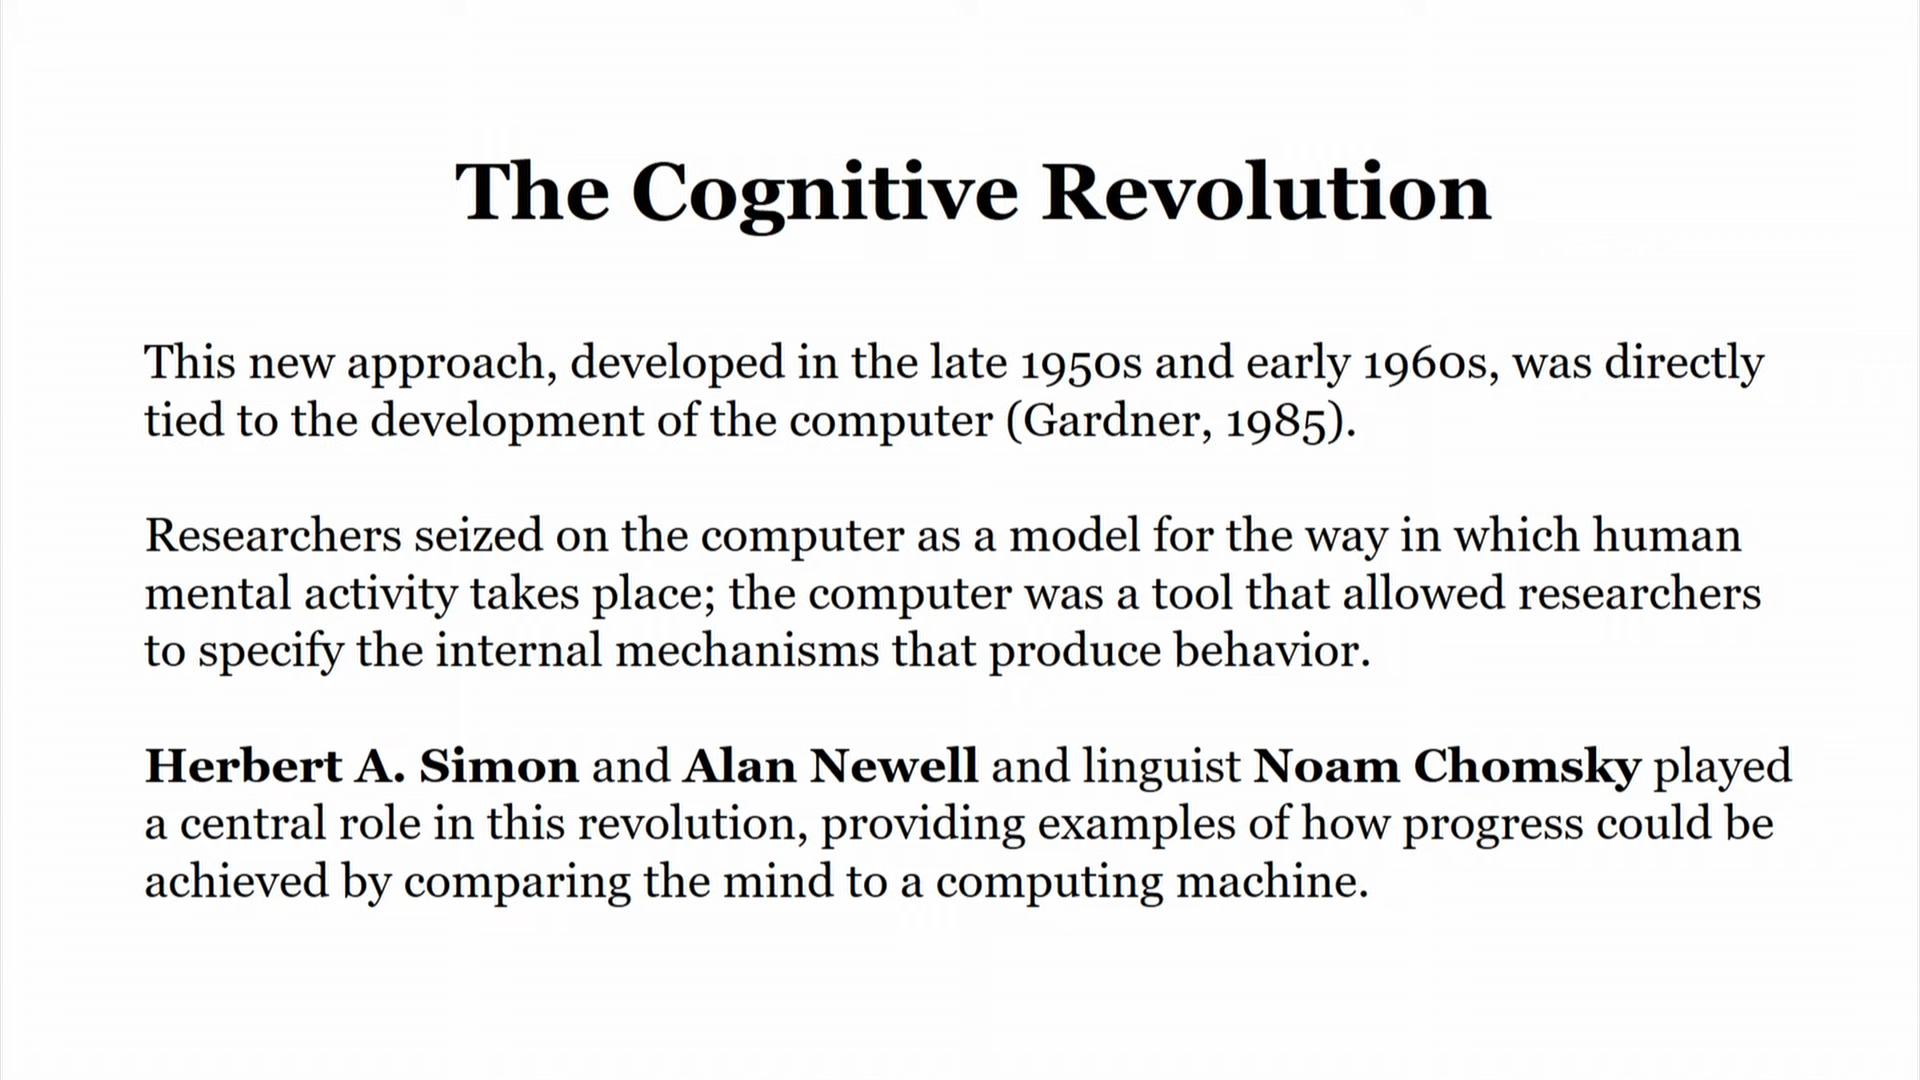 The Cognitive Revolution
This new approach, developed in the late 1950s and early 1960s, was directly
tied to the development of the computer (Gardner, 1985).
Researchers seized on the computer as a model for the way in which human
mental activity takes place; the computer was a tool that allowed researchers
to specify the internal mechanisms that produce behavior.
Herbert A. Simon and Alan Newell and linguist Noam Chomsky played
a central role in this revolution, providing examples of how progress could be
achieved by comparing the mind to a computing machine.